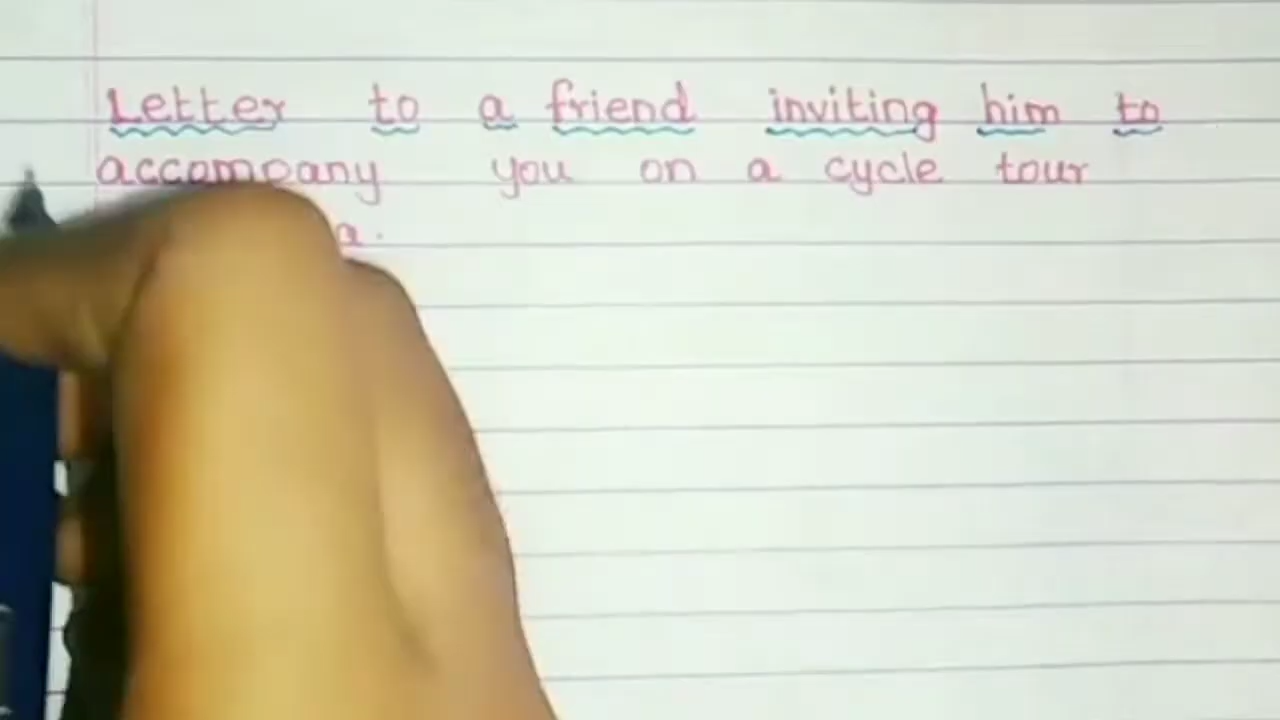 Letter to a friend inviting him to
accompany you on a cycle tour